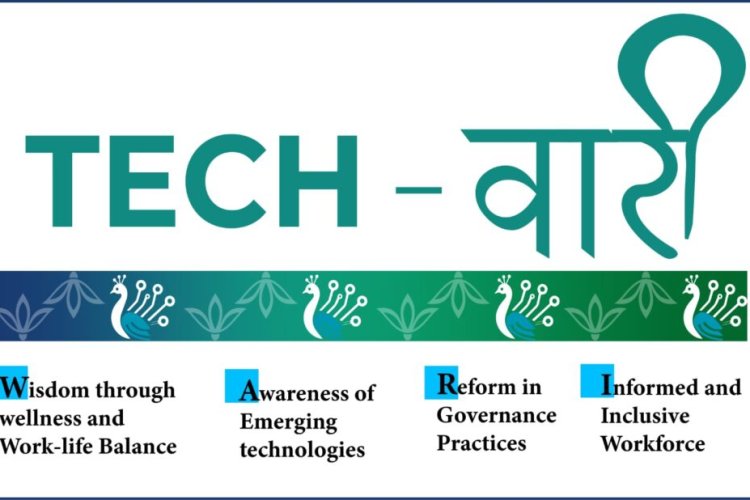 TECH – वारी
Wisdom through
wellness and
Work-life Balance
Awareness of
Emerging
technologies
Reform in
Governance
Practices
Informed and
Inclusive
Workforce